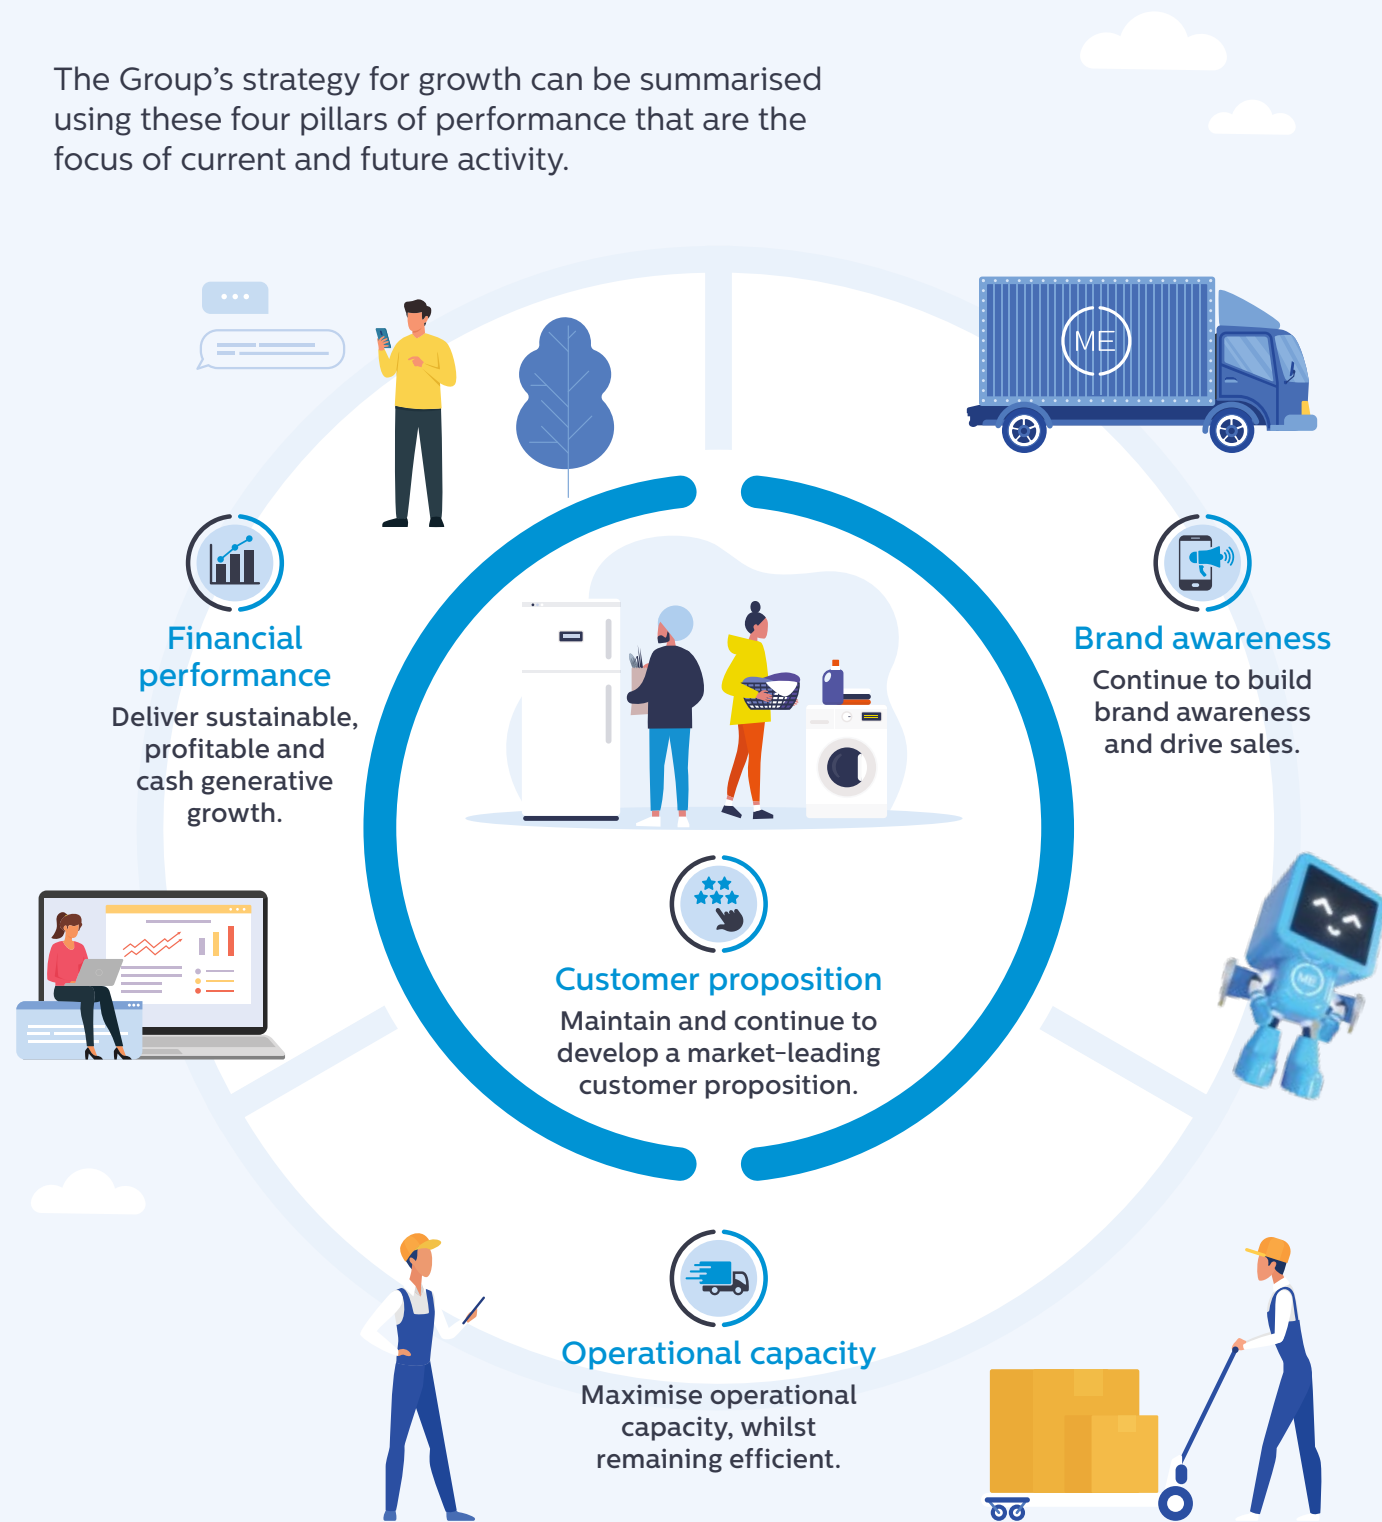 The Group’s strategy for growth can be summarised
using these four pillars of performance that are the
focus of current and future activity.
ME
Financial
performance
Deliver sustainable,
profitable and
cash generative
growth.
Brand awareness
Continue to build
brand awareness
and drive sales.
ME
Customer proposition
Maintain and continue to
develop a market-leading
customer proposition.
Operational capacity
Maximise operational
capacity, whilst
remaining efficient.